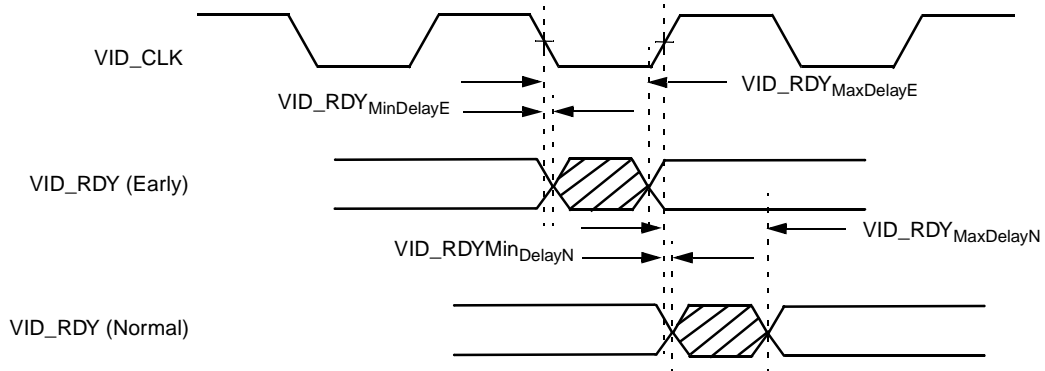 VID_CLK
VID_RDYMaxDelayE
VID_RDYMinDelayE
VID_RDY (Early)
VID_RDYMaxDelayN
VID_RDYMinDelayN
VID_RDY (Normal)